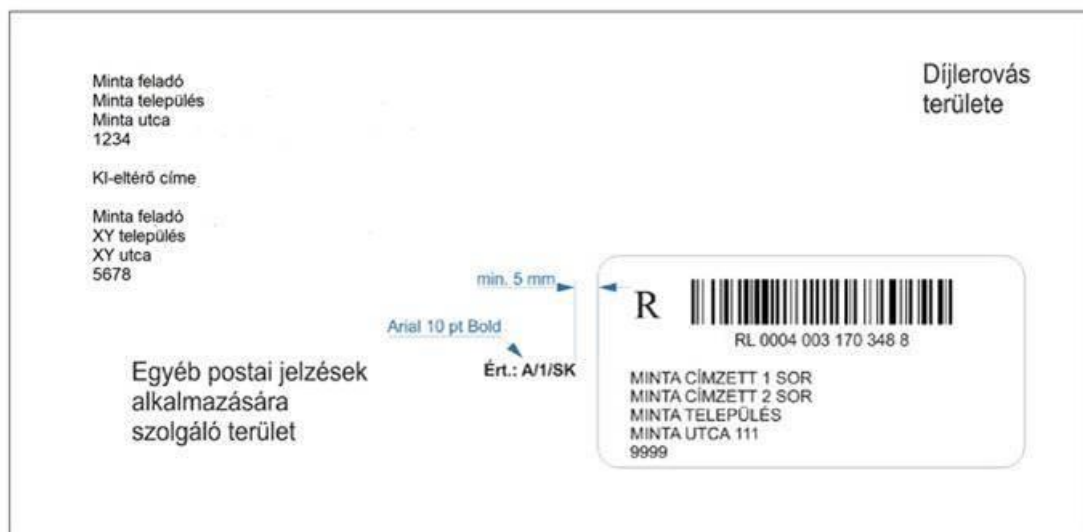 Minta feladó
Minta település
Minta utca
1234
KI-eltérő címe
Minta feladó
XY település
XY utca
5678
Díjlerovás
területe
min. 5 mm
Arial 10 pt Bold
Ért.: A/1/SK
Egyéb postai jelzések
alkalmazására
szolgáló terület
R
RL 0004 003 170 348 8
MINTA CÍMZETT 1 SOR
MINTA CÍMZETT 2 SOR
MINTA TELEPÜLÉS
MINTA UTCA 111
9999